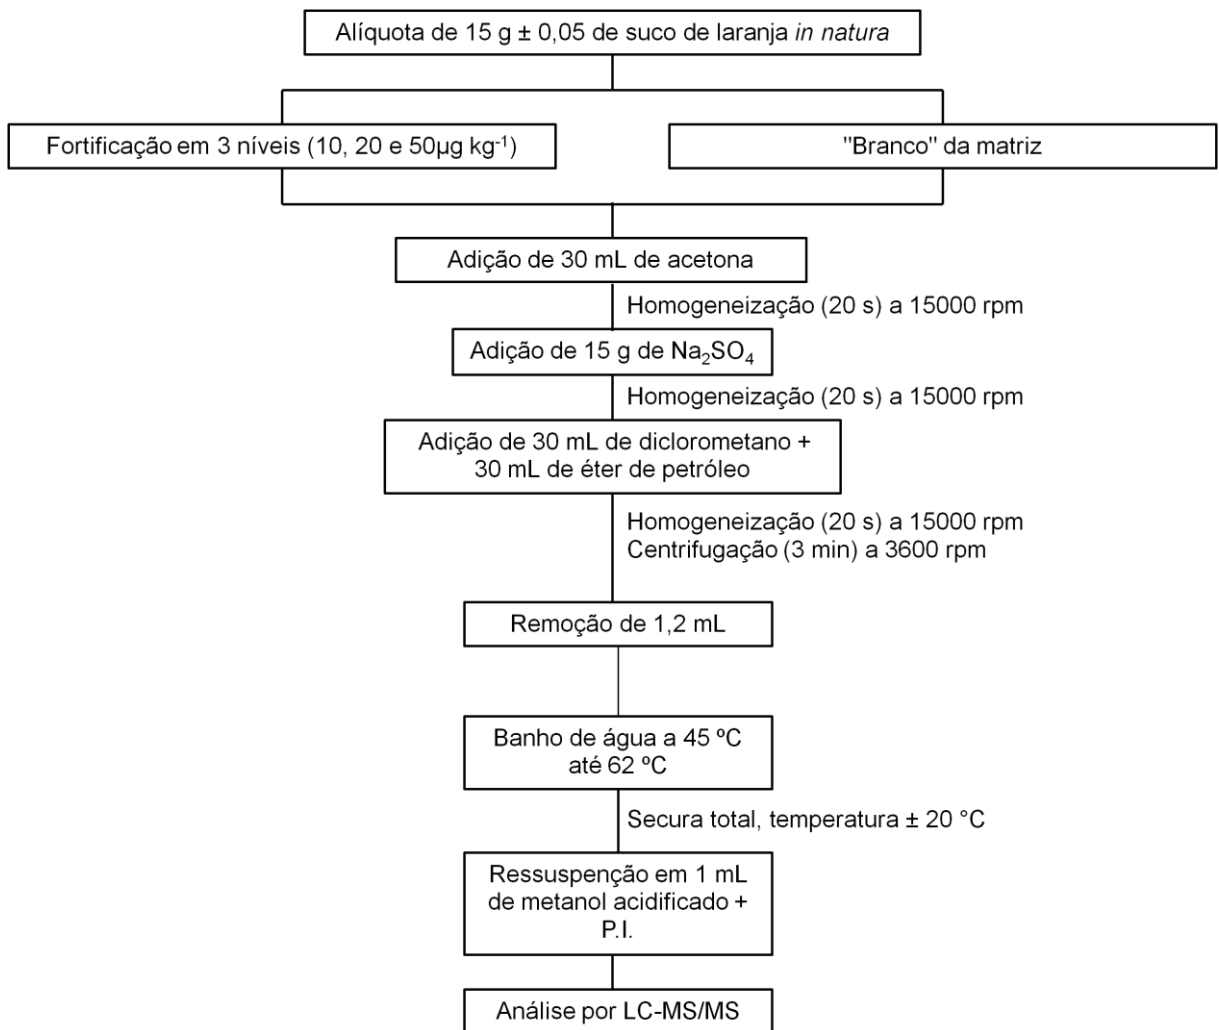 Alíquota de 15 g ± 0,05 de suco de laranja in natura
Fortificação em 3 níveis (10, 20 e 50µg kg⁻¹)
"Branco" da matriz
Adição de 30 mL de acetona
Homogeneização (20 s) a 15000 rpm
Adição de 15 g de Na₂SO₄
Homogeneização (20 s) a 15000 rpm
Adição de 30 mL de diclorometano +
30 mL de éter de petróleo
Homogeneização (20 s) a 15000 rpm
Centrifugação (3 min) a 3600 rpm
Remoção de 1,2 mL
Banho de água a 45 ºC
até 62 ºC
Secura total, temperatura ± 20 °C
Ressuspenção em 1 mL
de metanol acidificado +
P.I.
Análise por LC-MS/MS